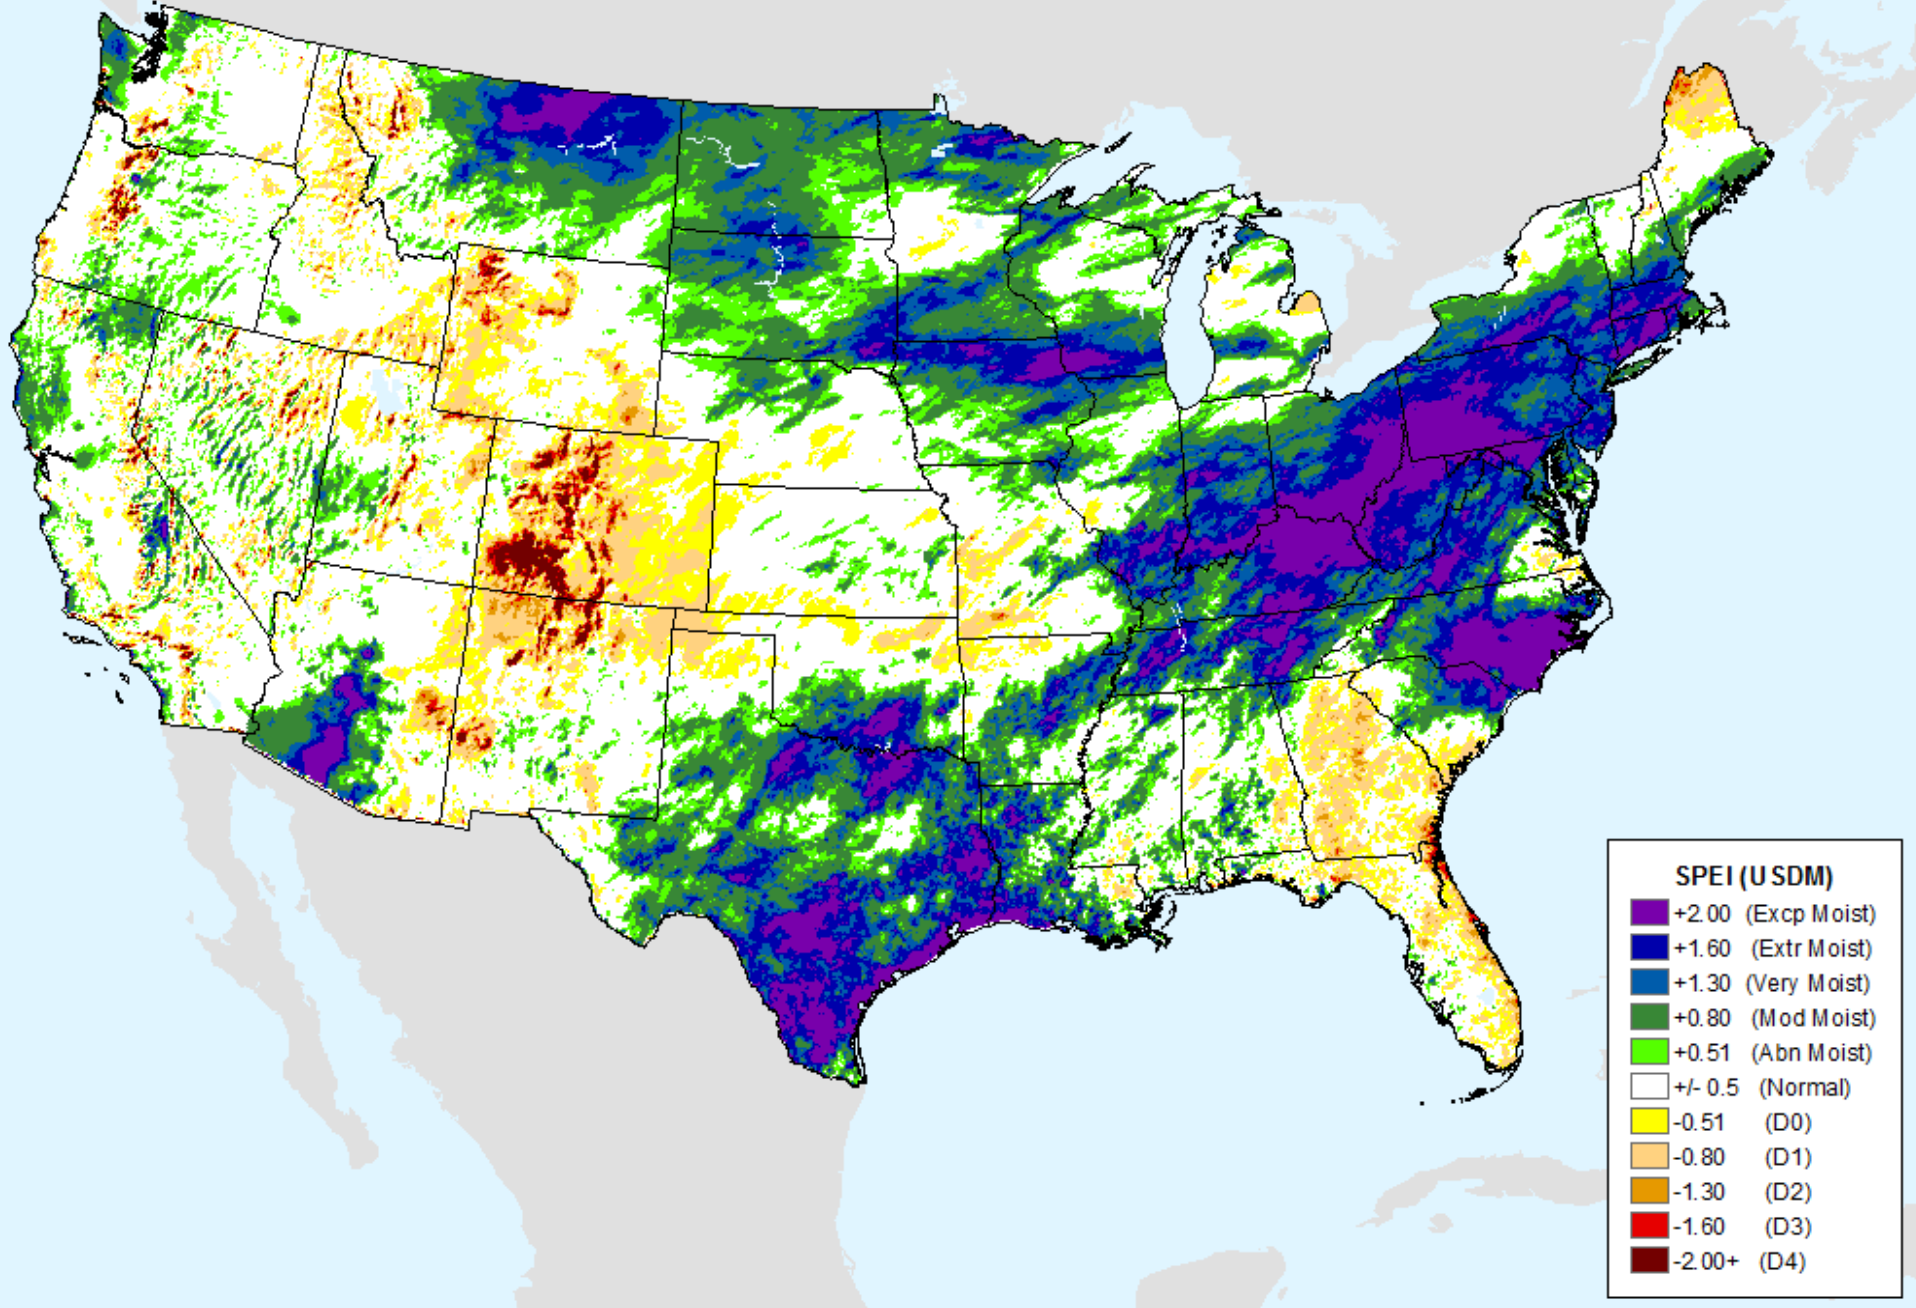 SPEI (USDM)
+2.00 (Excp Moist)
+1.60 (Extr Moist)
+1.30 (Very Moist)
+0.80 (Mod Moist)
+0.51 (Abn Moist)
+/- 0.5 (Normal)
-0.51 (D0)
-0.80 (D1)
-1.30 (D2)
-1.60 (D3)
-2.00+ (D4)